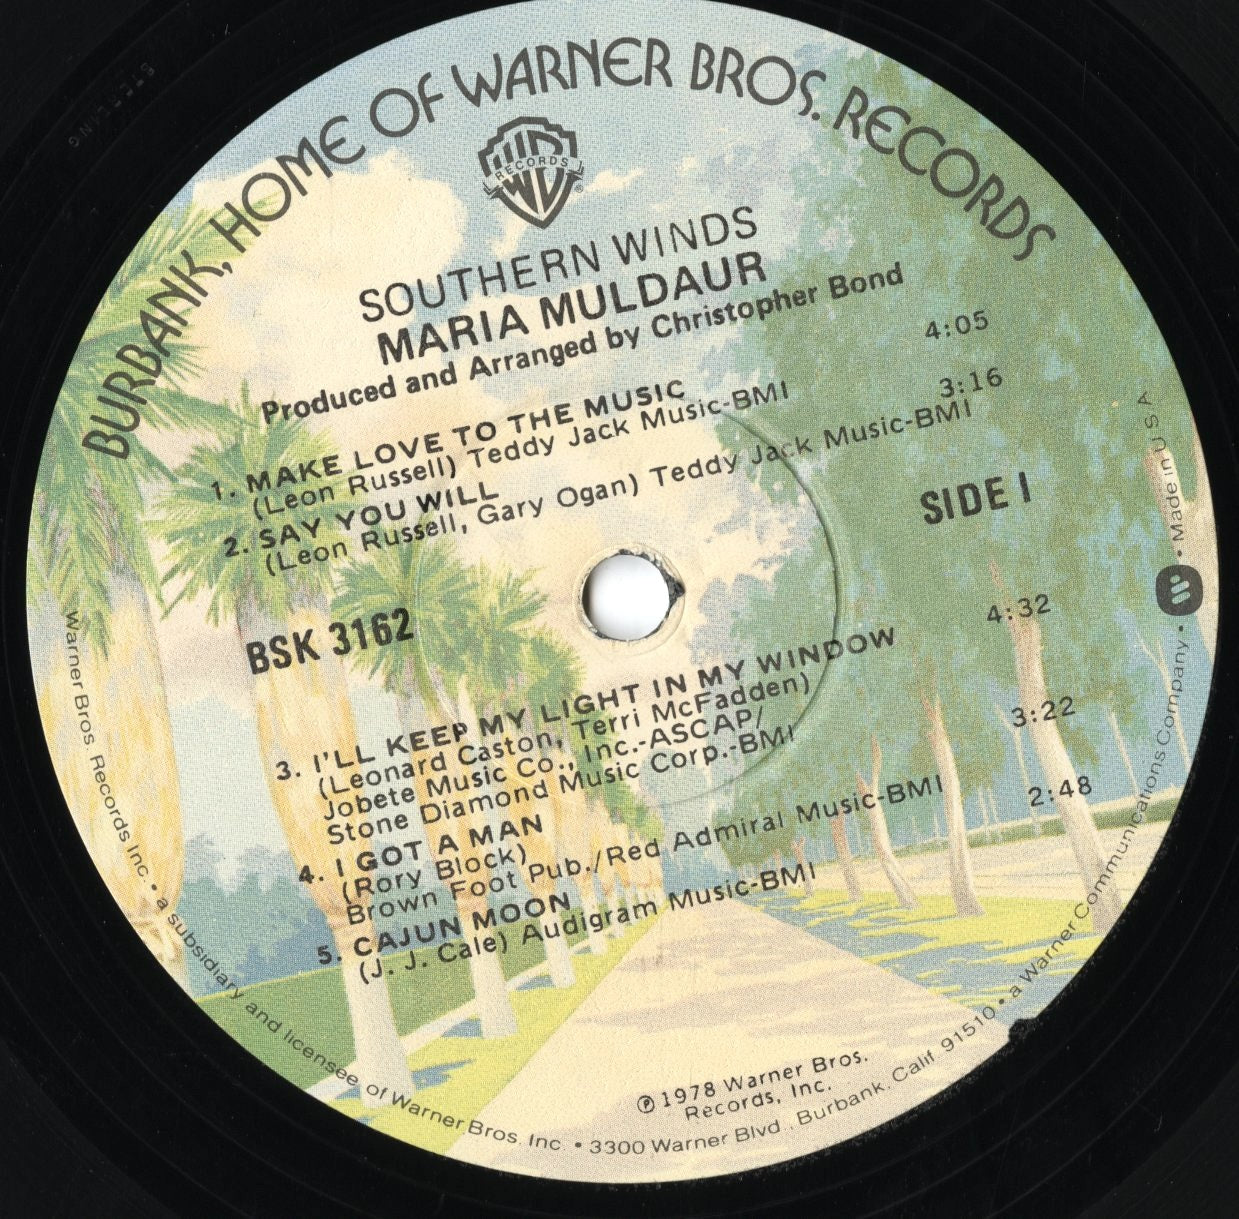 BURBANK, HOME OF WARNER BROS. RECORDS
RECORDS
SOUTHERN WINDS
MARIA MULDAUR
Produced and Arranged by Christopher Bond
1. MAKE LOVE TO THE MUSIC 4:05
(Leon Russell) Teddy Jack Music-BMI
2. SAY YOU WILL 3:16
(Leon Russell, Gary Ogan) Teddy Jack Music-BMI
SIDE 1
BSK 3162
3. I'LL KEEP MY LIGHT IN MY WINDOW 4:32
(Leonard Caston, Terri McFadden)
Jobete Music Co., Inc.-ASCAP/
Stone Diamond Music Corp.-BMI
4. I GOT A MAN 3:22
(Rory Block)
Brown Foot Pub./Red Admiral Music-BMI
5. CAJUN MOON 2:48
(J. J. Cale) Audigram Music-BMI
℗ 1978 Warner Bros.
Records, Inc.
Warner Bros. Records Inc. • a subsidiary and licensee of Warner Bros. Inc. • 3300 Warner Blvd., Burbank, Calif. 91510 • a Warner Communications Company • Made in U S A